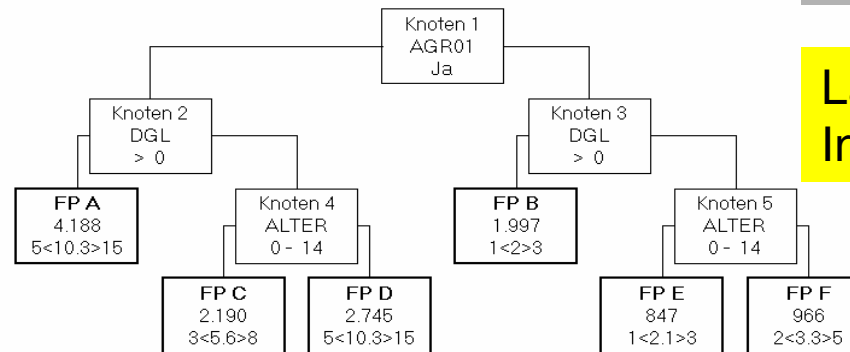 Knoten 1
AGR01
Ja
Knoten 2
DGL
> 0
Knoten 3
DGL
> 0
FP A
4.188
5<10.3>15
Knoten 4
ALTER
0 - 14
FP B
1.997
1<2>3
Knoten 5
ALTER
0 - 14
FP C
2.190
3<5.6>8
FP D
2.745
5<10.3>15
FP E
847
1<2.1>3
FP F
966
2<3.3>5